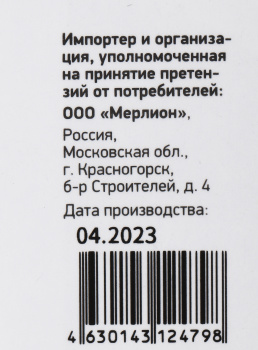 Импортер и организа-
ция, уполномоченная
на принятие претен-
зий от потребителей:
ООО «Мерлион»,
Россия,
Московская обл.,
г. Красногорск,
б-р Строителей, д. 4
Дата производства:
04.2023
4 630143 124798